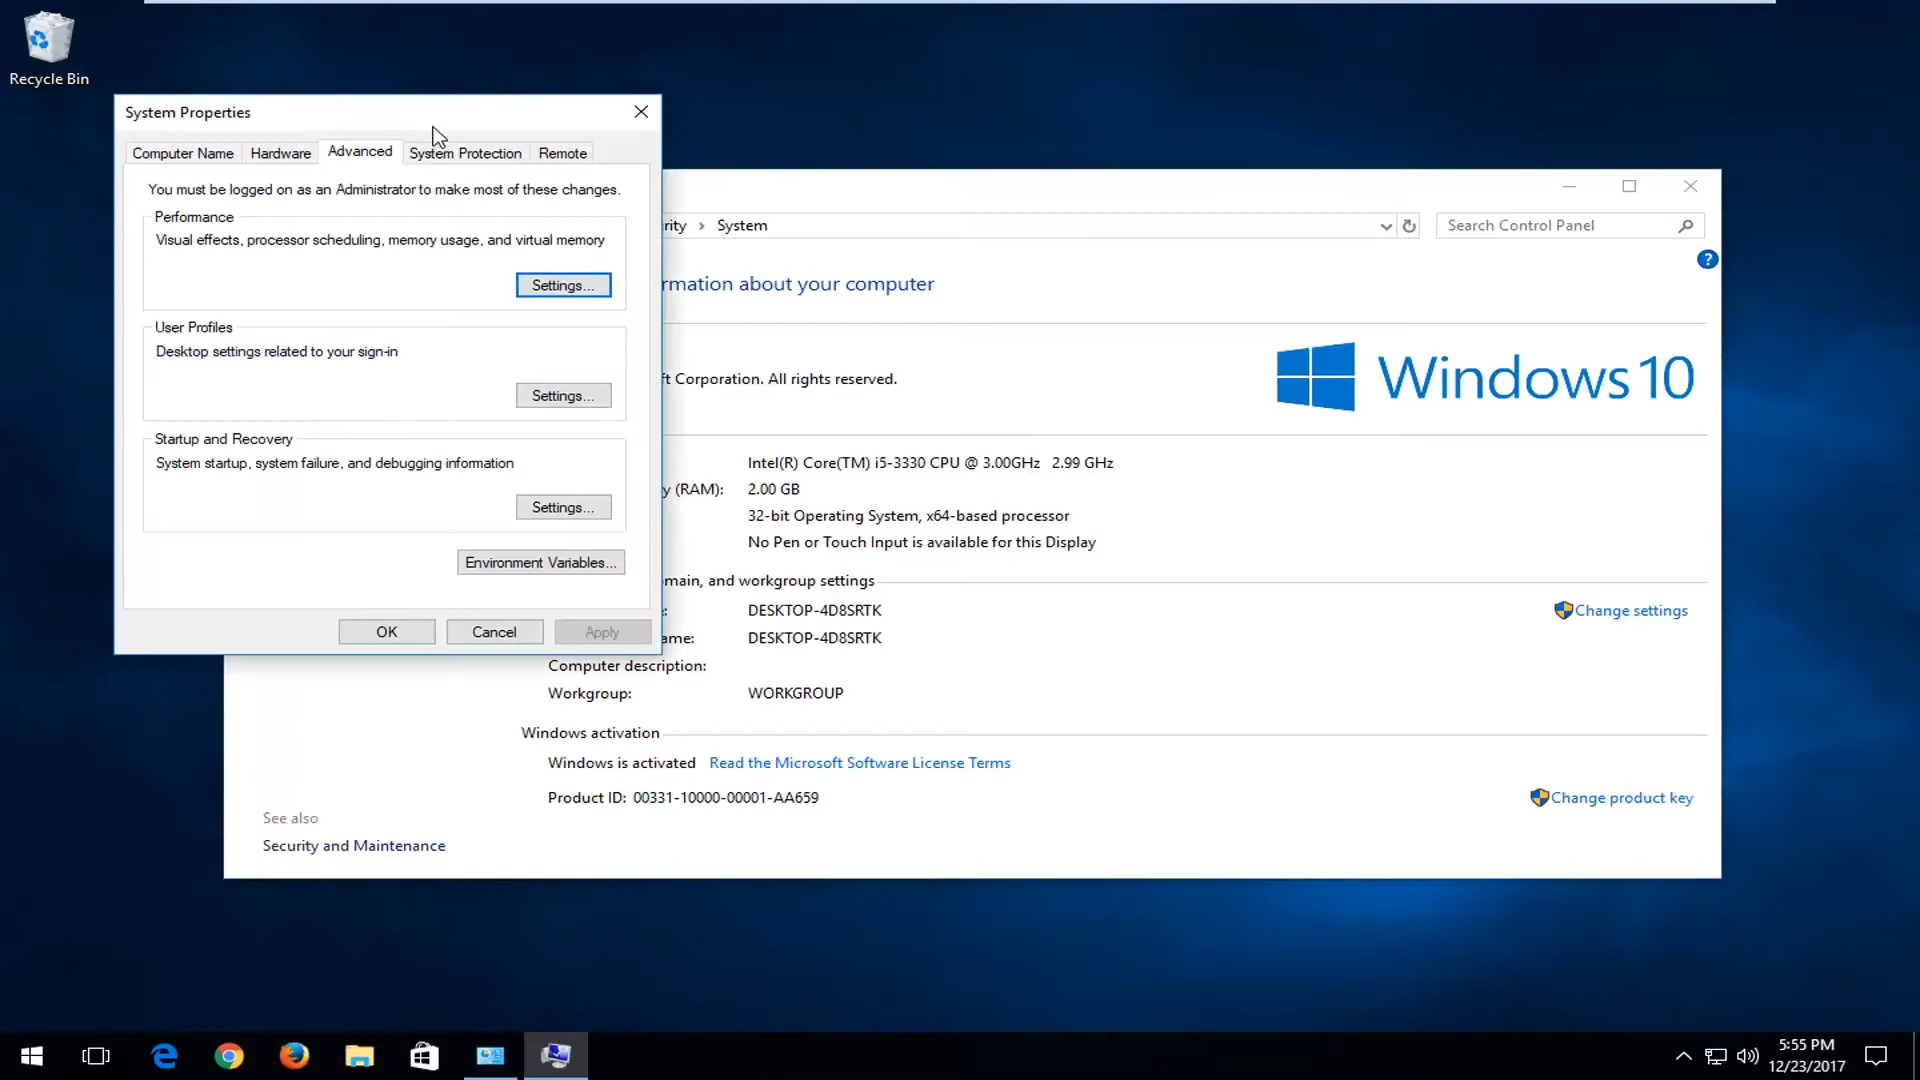 Recycle Bin
System Properties
Computer Name
Hardware
Advanced
System Protection
Remote
You must be logged on as an Administrator to make most of these changes.
Performance
Visual effects, processor scheduling, memory usage, and virtual memory
Settings...
User Profiles
Desktop settings related to your sign-in
Settings...
Startup and Recovery
System startup, system failure, and debugging information
Settings...
Environment Variables...
OK
Cancel
Apply
rity › System
Search Control Panel
?
rmation about your computer
ft Corporation. All rights reserved.
Windows 10
Intel(R) Core(TM) i5-3330 CPU @ 3.00GHz 2.99 GHz
y (RAM): 2.00 GB
32-bit Operating System, x64-based processor
No Pen or Touch Input is available for this Display
main, and workgroup settings
e: DESKTOP-4D8SRTK
Change settings
ame: DESKTOP-4D8SRTK
Computer description:
Workgroup: WORKGROUP
Windows activation
Windows is activated Read the Microsoft Software License Terms
Product ID: 00331-10000-00001-AA659
Change product key
See also
Security and Maintenance
5:55 PM
12/23/2017